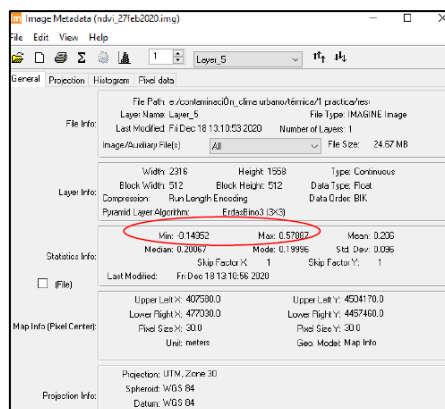 Image Metadata (ndvi_27feb2020.img)
File Edit View Help
1 Layer_5
General Projection Histogram Pixel data
File Info:
File Path: e:/contaminaci0n_clima urbano/térmica/1 practica/resi
Layer Name: Layer_5 File Type: IMAGINE Image
Last Modified: Fri Dec 18 13:10:53 2020 Number of Layers: 1
Image/Auxiliary File(s) All File Size: 24.67 MB
Layer Info:
Width: 2316 Height: 1558 Type: Continuous
Block Width: 512 Block Height: 512 Data Type: Float
Compression: Run Length Encoding Data Order: BIK
Pyramid Layer Algorithm: ErdasBino3 (3X3)
Statistics Info:
Min: -0.14952 Max: 0.57887 Mean: 0.206
Median: 0.20067 Mode: 0.19996 Std. Dev: 0.096
Skip Factor X: 1 Skip Factor Y: 1
Last Modified: Fri Dec 18 13:10:56 2020
(File)
Map Info (Pixel Center):
Upper Left X: 407580.0 Upper Left Y: 4504170.0
Lower Right X: 477030.0 Lower Right Y: 4457460.0
Pixel Size X: 30.0 Pixel Size Y: 30.0
Unit: meters Geo. Model: Map Info
Projection Info:
Projection: UTM, Zone 30
Spheroid: WGS 84
Datum: WGS 84